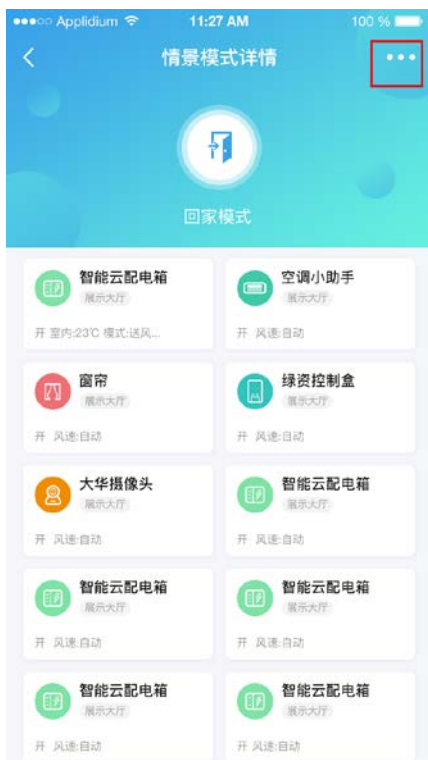 Applidium 11:27 AM 100 %
情景模式详情
回家模式
智能云配电箱
展示大厅
开 室内:23℃ 模式:送风...
空调小助手
展示大厅
开 风速:自动
窗帘
展示大厅
开 风速:自动
绿资控制盒
展示大厅
开 风速:自动
大华摄像头
展示大厅
开 风速:自动
智能云配电箱
展示大厅
开 风速:自动
智能云配电箱
展示大厅
开 风速:自动
智能云配电箱
展示大厅
开 风速:自动
智能云配电箱
展示大厅
开 风速:自动
智能云配电箱
展示大厅
开 风速:自动